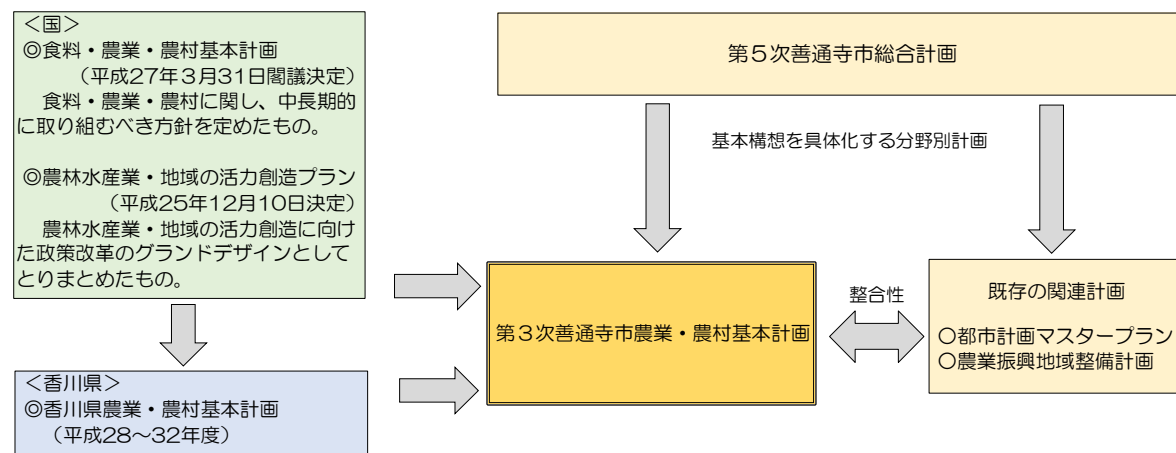 <国>
◎食料・農業・農村基本計画
(平成27年3月31日閣議決定)
食料・農業・農村に関し、中長期的
に取り組むべき方針を定めたもの。
◎農林水産業・地域の活力創造プラン
(平成25年12月10日決定)
農林水産業・地域の活力創造に向け
た政策改革のグランドデザインとして
とりまとめたもの。
<香川県>
◎香川県農業・農村基本計画
(平成28～32年度)
第5次善通寺市総合計画
基本構想を具体化する分野別計画
第3次善通寺市農業・農村基本計画
整合性
既存の関連計画
○都市計画マスタープラン
○農業振興地域整備計画